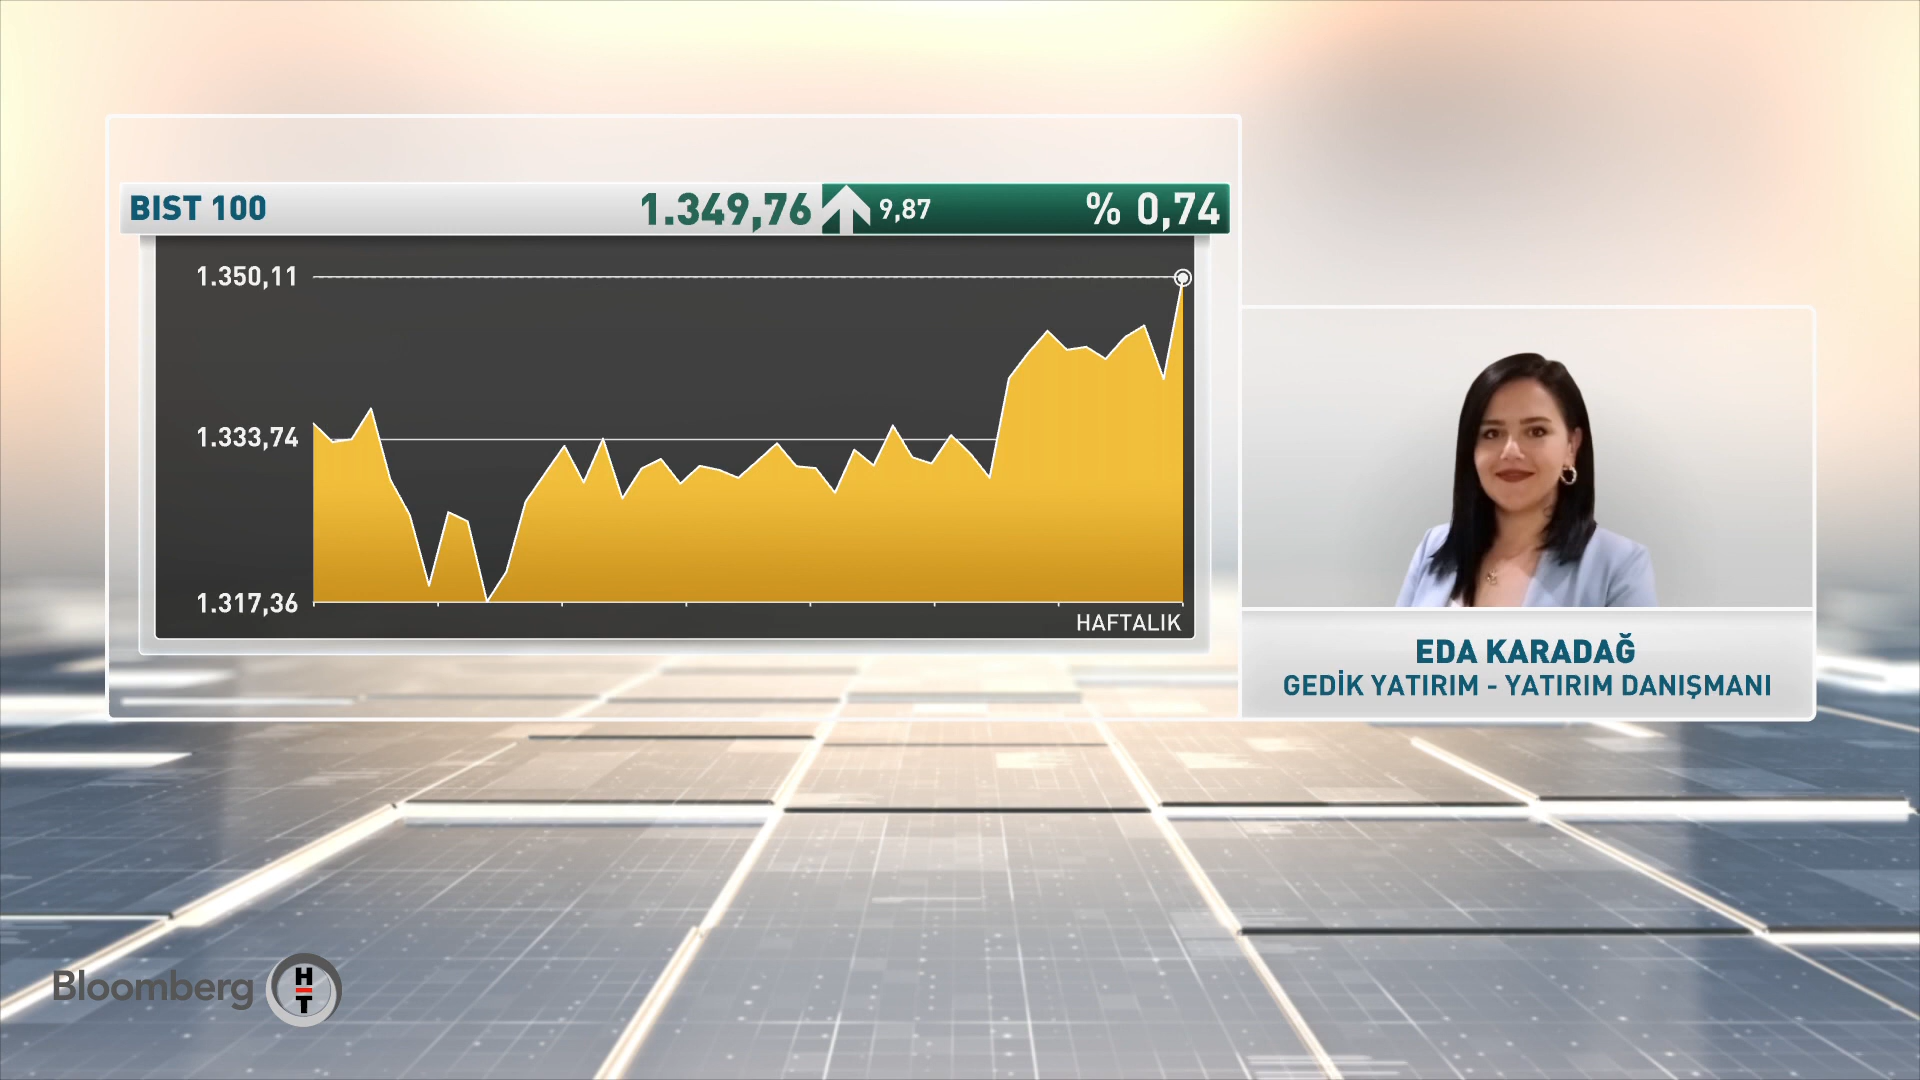 BIST 100 1.349,76 9,87 % 0,74
1.350,11
1.333,74
1.317,36
HAFTALIK
EDA KARADAĞ
GEDİK YATIRIM - YATIRIM DANIŞMANI
Bloomberg HT